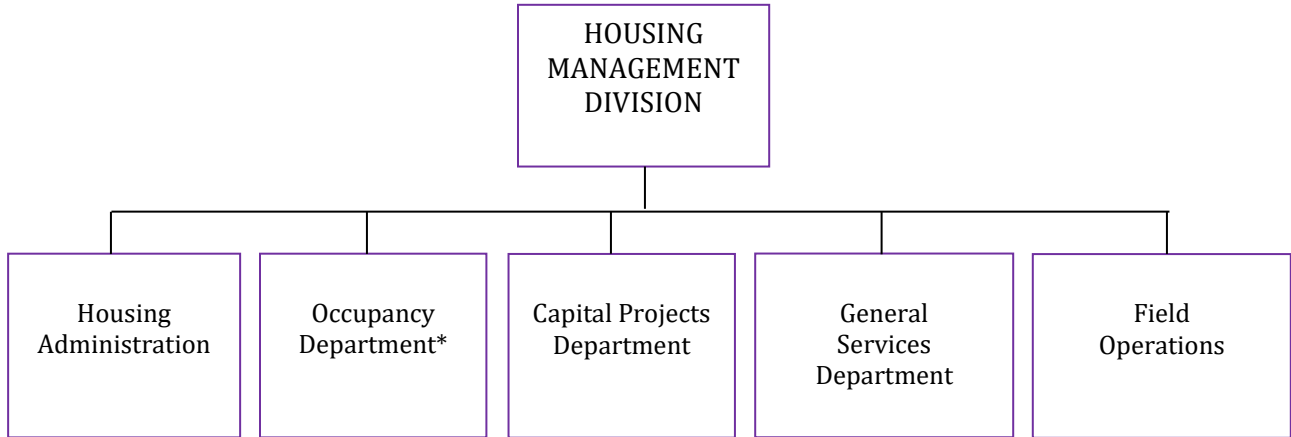 HOUSING
MANAGEMENT
DIVISION
Housing
Administration
Occupancy
Department*
Capital Projects
Department
General
Services
Department
Field
Operations